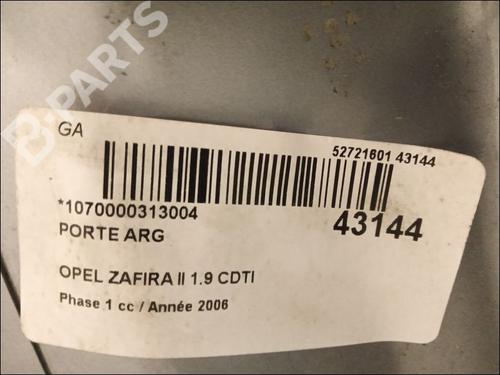 B-PARTS
GA
52721601 43144
*1070000313004
43144
PORTE ARG
OPEL ZAFIRA II 1.9 CDTI
Phase 1 cc / Année 2006